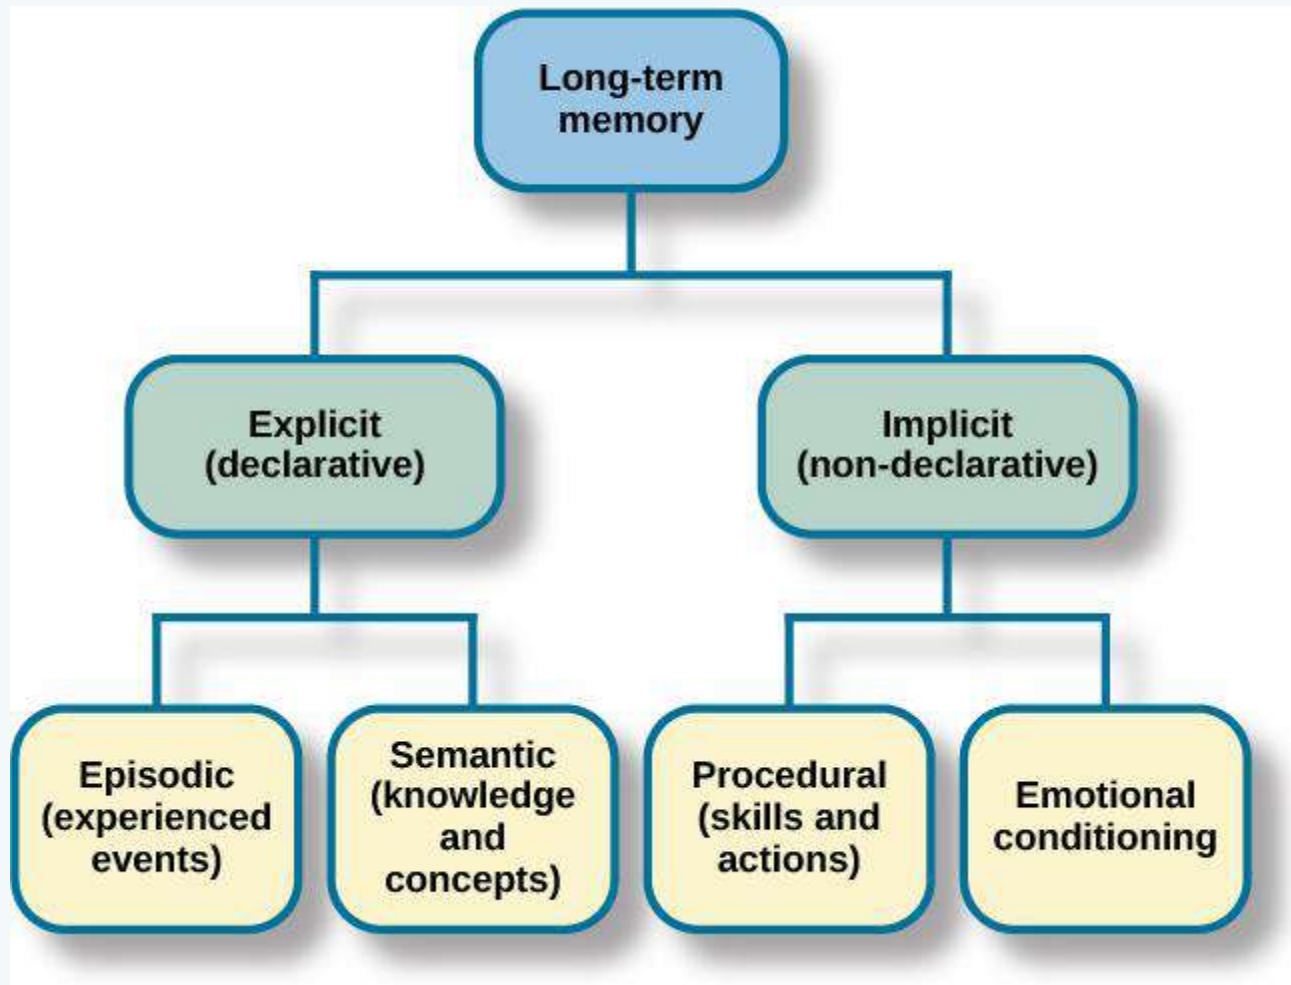 Long-term
memory
Explicit
(declarative)
Implicit
(non-declarative)
Episodic
(experienced
events)
Semantic
(knowledge
and
concepts)
Procedural
(skills and
actions)
Emotional
conditioning